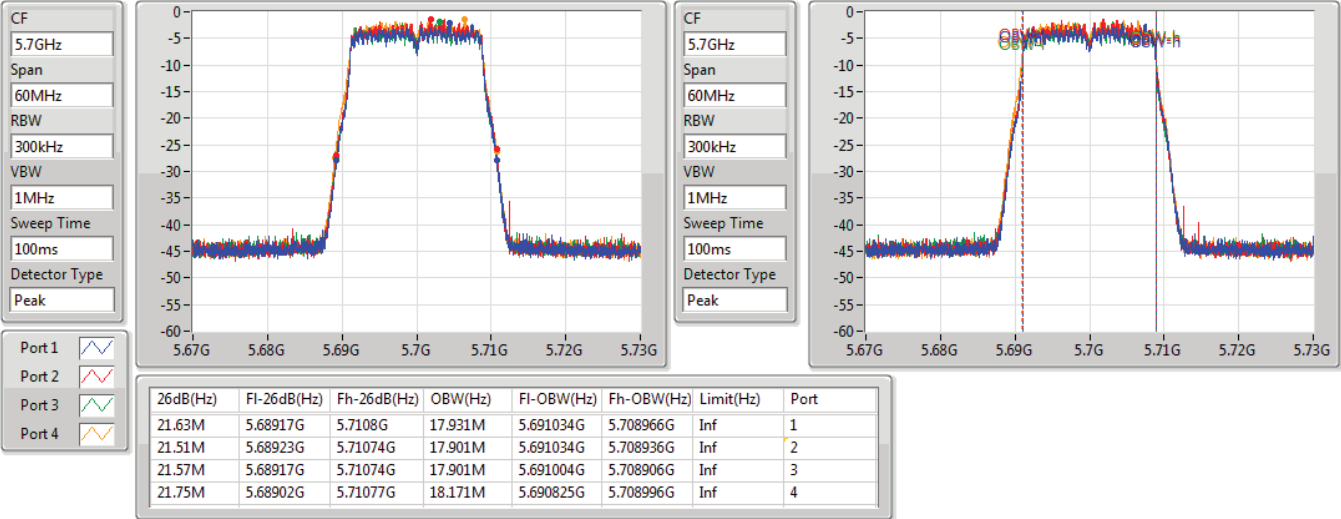 CF
5.7GHz
Span
60MHz
RBW
300kHz
VBW
1MHz
Sweep Time
100ms
Detector Type
Peak
0
-5
-10
-15
-20
-25
-30
-35
-40
-45
-50
-55
-60
5.67G 5.68G 5.69G 5.7G 5.71G 5.72G 5.73G
CF
5.7GHz
Span
60MHz
RBW
300kHz
VBW
1MHz
Sweep Time
100ms
Detector Type
Peak
0
-5
-10
-15
-20
-25
-30
-35
-40
-45
-50
-55
-60
OBW-h
5.67G 5.68G 5.69G 5.7G 5.71G 5.72G 5.73G
Port 1
Port 2
Port 3
Port 4
26dB(Hz) Fl-26dB(Hz) Fh-26dB(Hz) OBW(Hz) Fl-OBW(Hz) Fh-OBW(Hz) Limit(Hz) Port
21.63M 5.68917G 5.7108G 17.931M 5.691034G 5.708966G Inf 1
21.51M 5.68923G 5.71074G 17.901M 5.691034G 5.708936G Inf 2
21.57M 5.68917G 5.71074G 17.901M 5.691004G 5.708906G Inf 3
21.75M 5.68902G 5.71077G 18.171M 5.690825G 5.708996G Inf 4